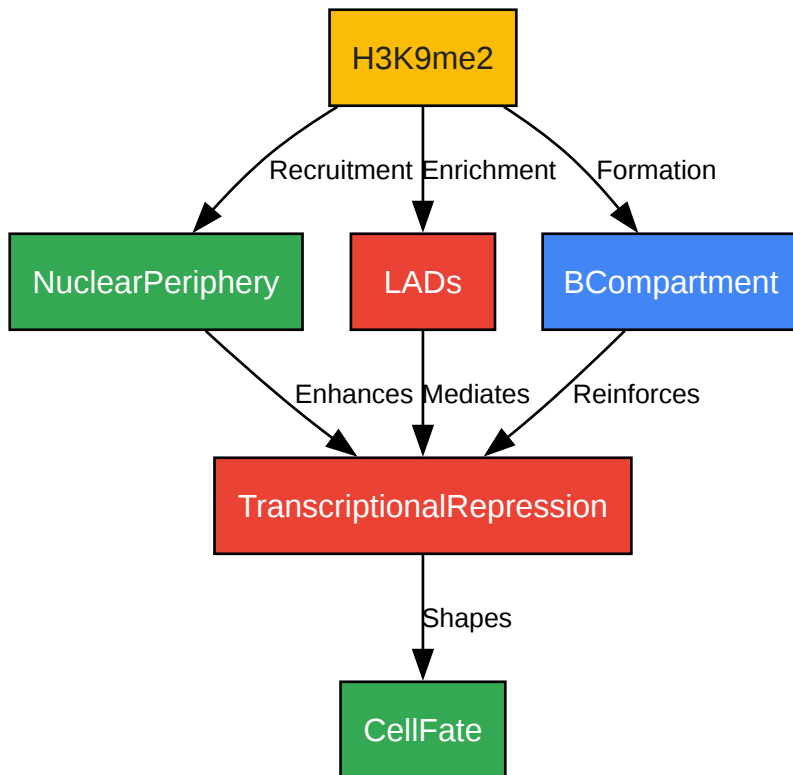 H3K9me2
Recruitment
Enrichment
Formation
NuclearPeriphery
LADs
BCompartment
Enhances
Mediates
Reinforces
TranscriptionalRepression
Shapes
CellFate